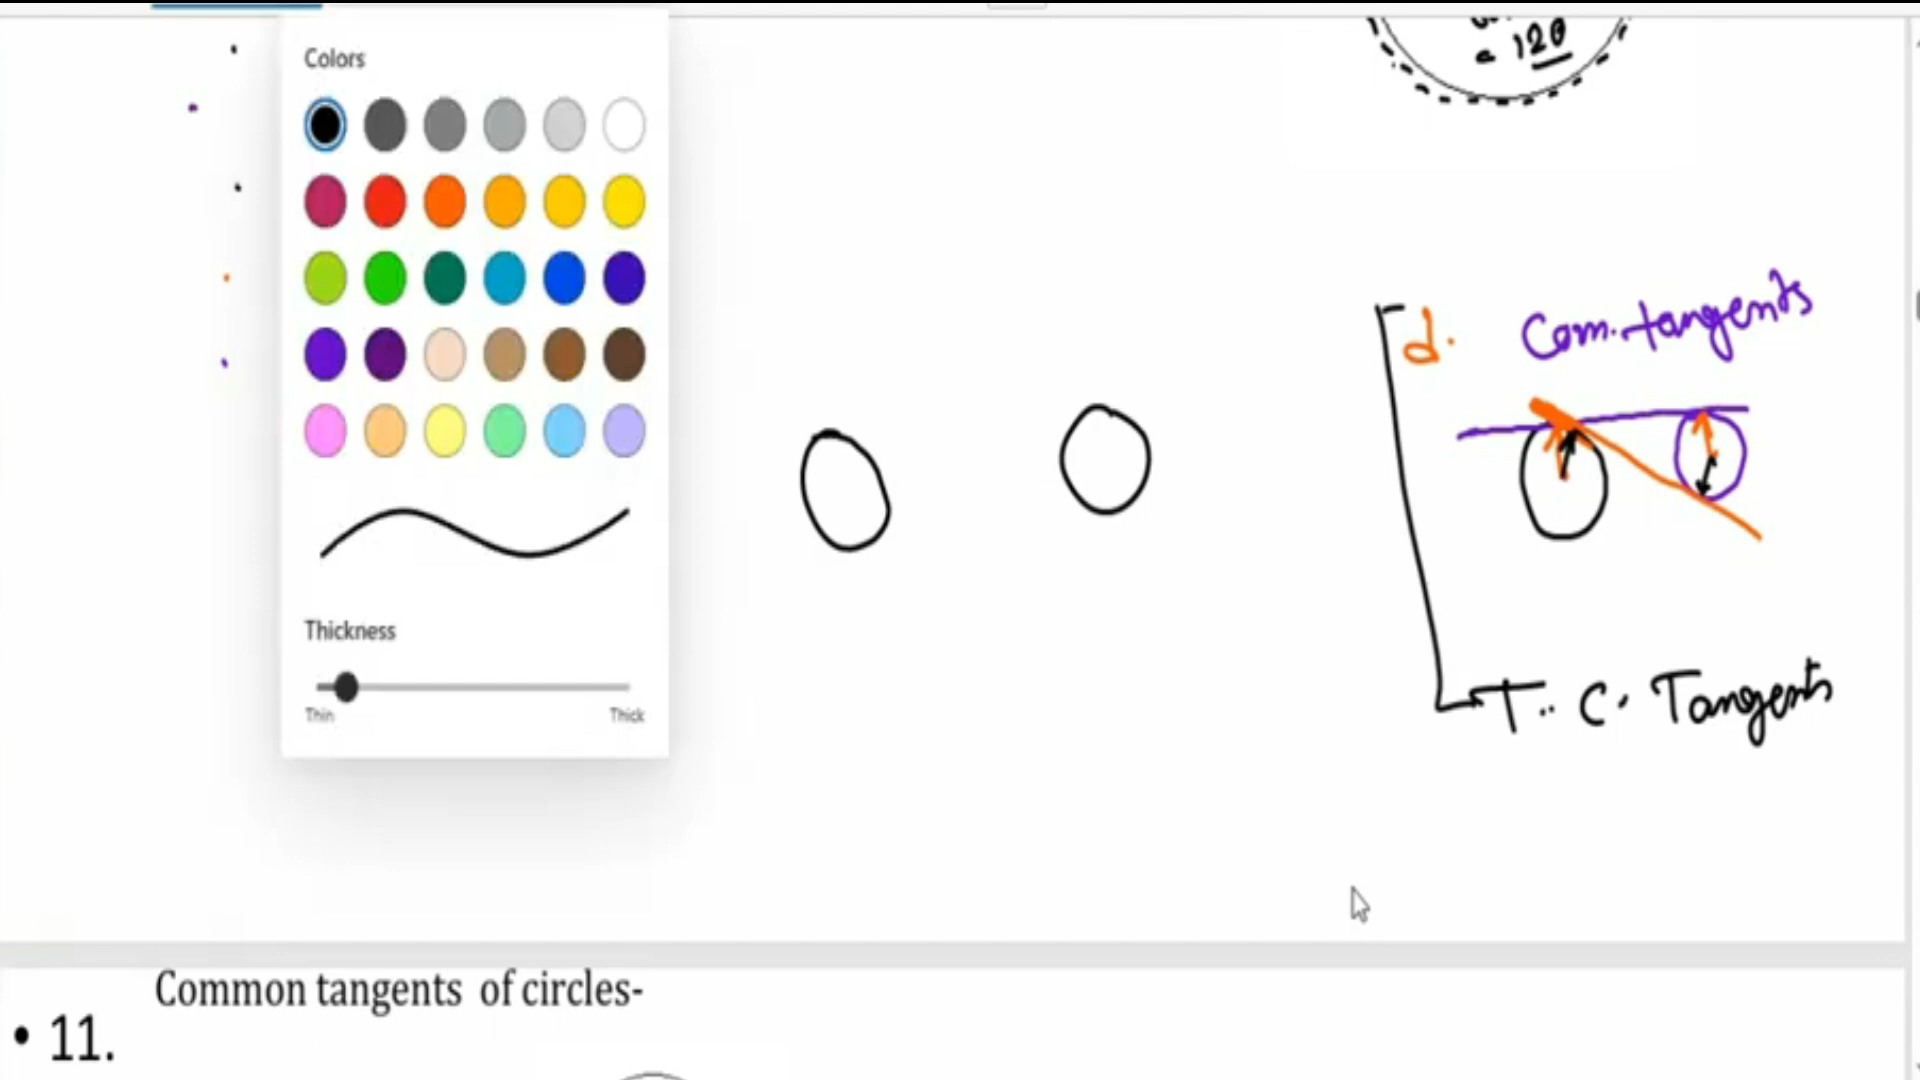 = 120
Colors
d. Com. tangents
Thickness
Thin Thick
T.. C. Tangents
Common tangents of circles-
• 11.